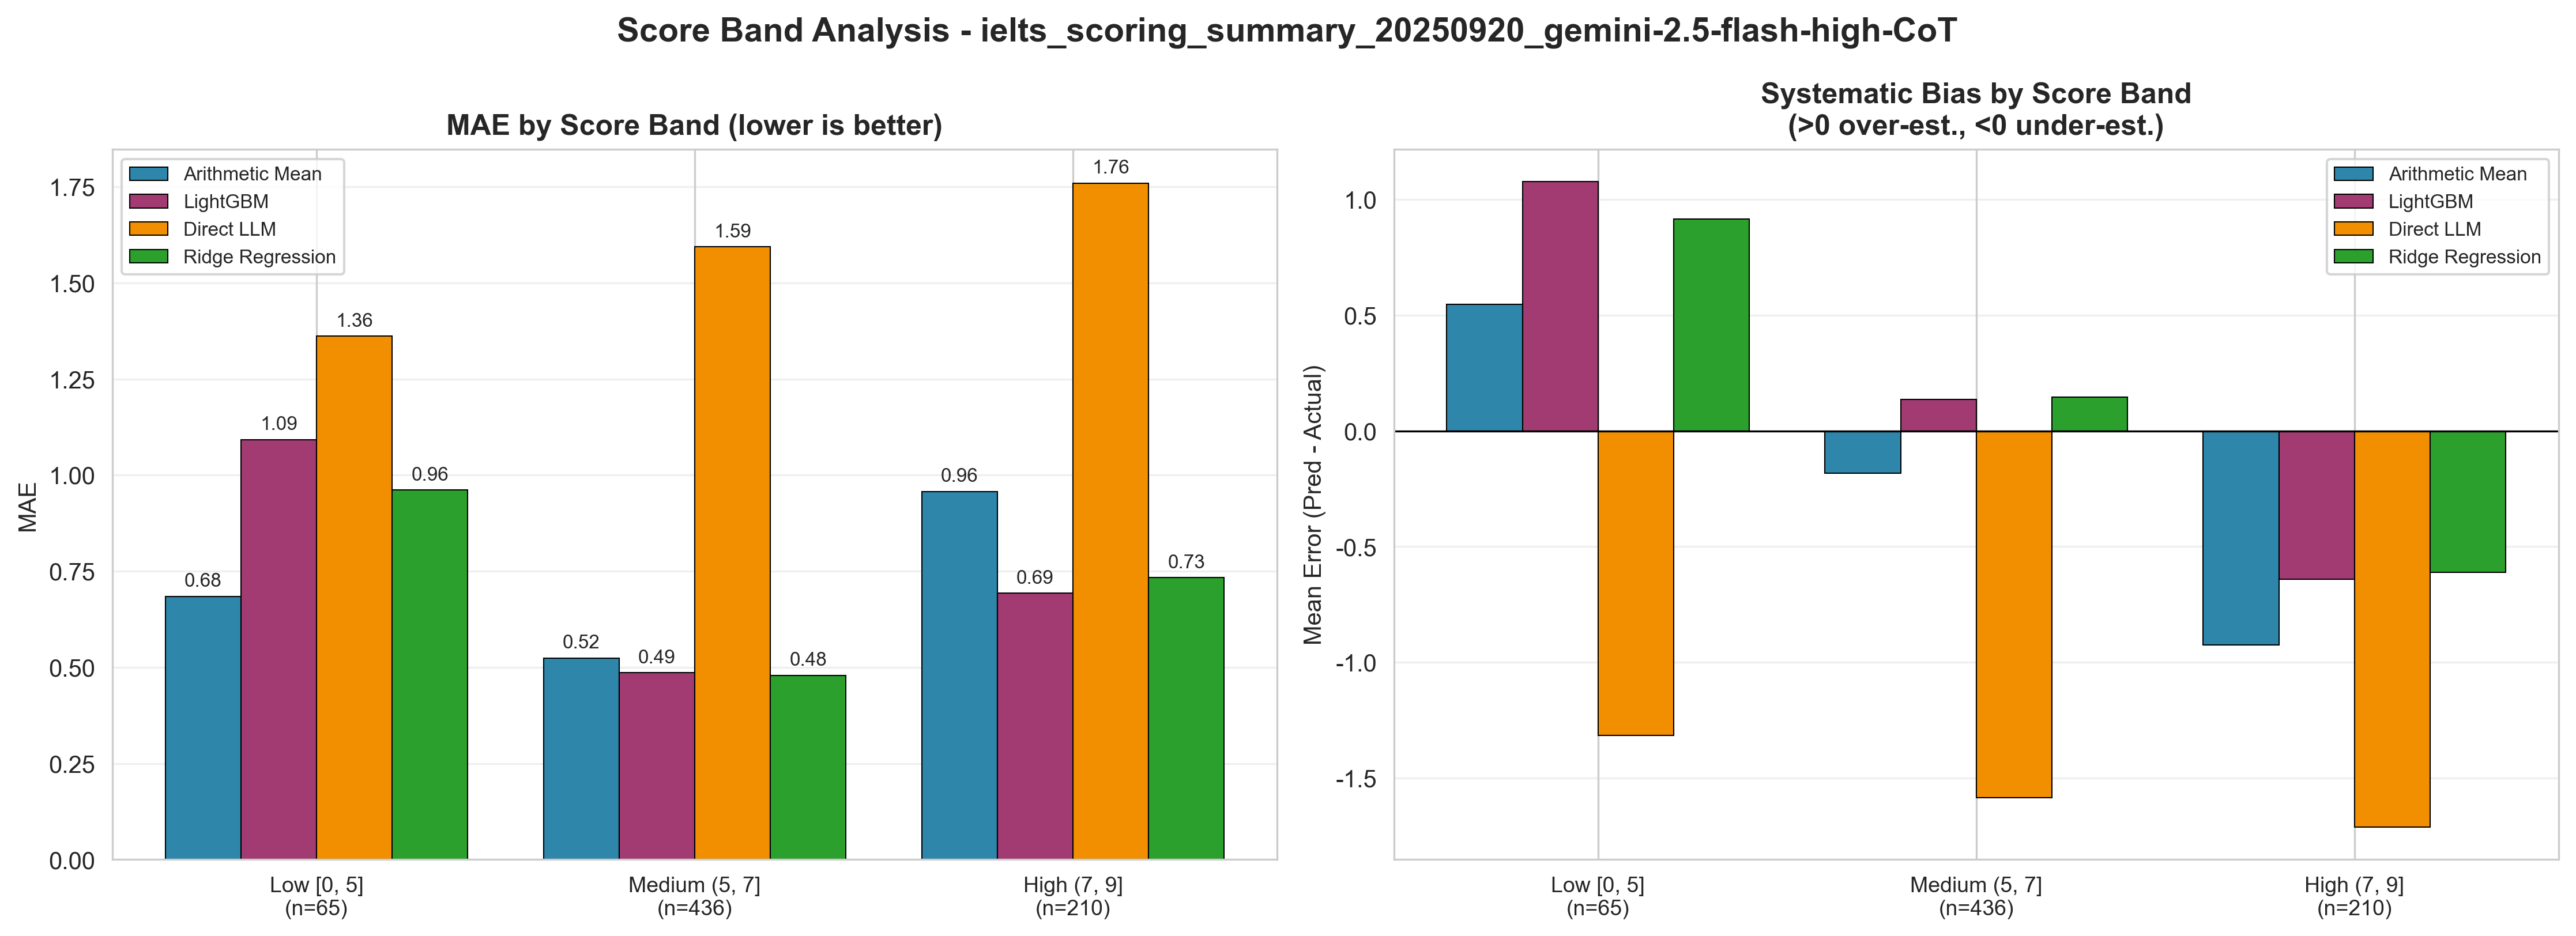 Score Band Analysis - ielts_scoring_summary_20250920_gemini-2.5-flash-high-CoT
MAE by Score Band (lower is better)
Arithmetic Mean
LightGBM
Direct LLM
Ridge Regression
MAE
1.75
1.50
1.25
1.00
0.75
0.50
0.25
0.00
0.68
1.09
1.36
0.96
0.52
0.49
1.59
0.48
0.96
0.69
1.76
0.73
Low [0, 5]
(n=65)
Medium (5, 7]
(n=436)
High (7, 9]
(n=210)
Systematic Bias by Score Band
(>0 over-est., <0 under-est.)
Arithmetic Mean
LightGBM
Direct LLM
Ridge Regression
Mean Error (Pred - Actual)
1.0
0.5
0.0
-0.5
-1.0
-1.5
Low [0, 5]
(n=65)
Medium (5, 7]
(n=436)
High (7, 9]
(n=210)